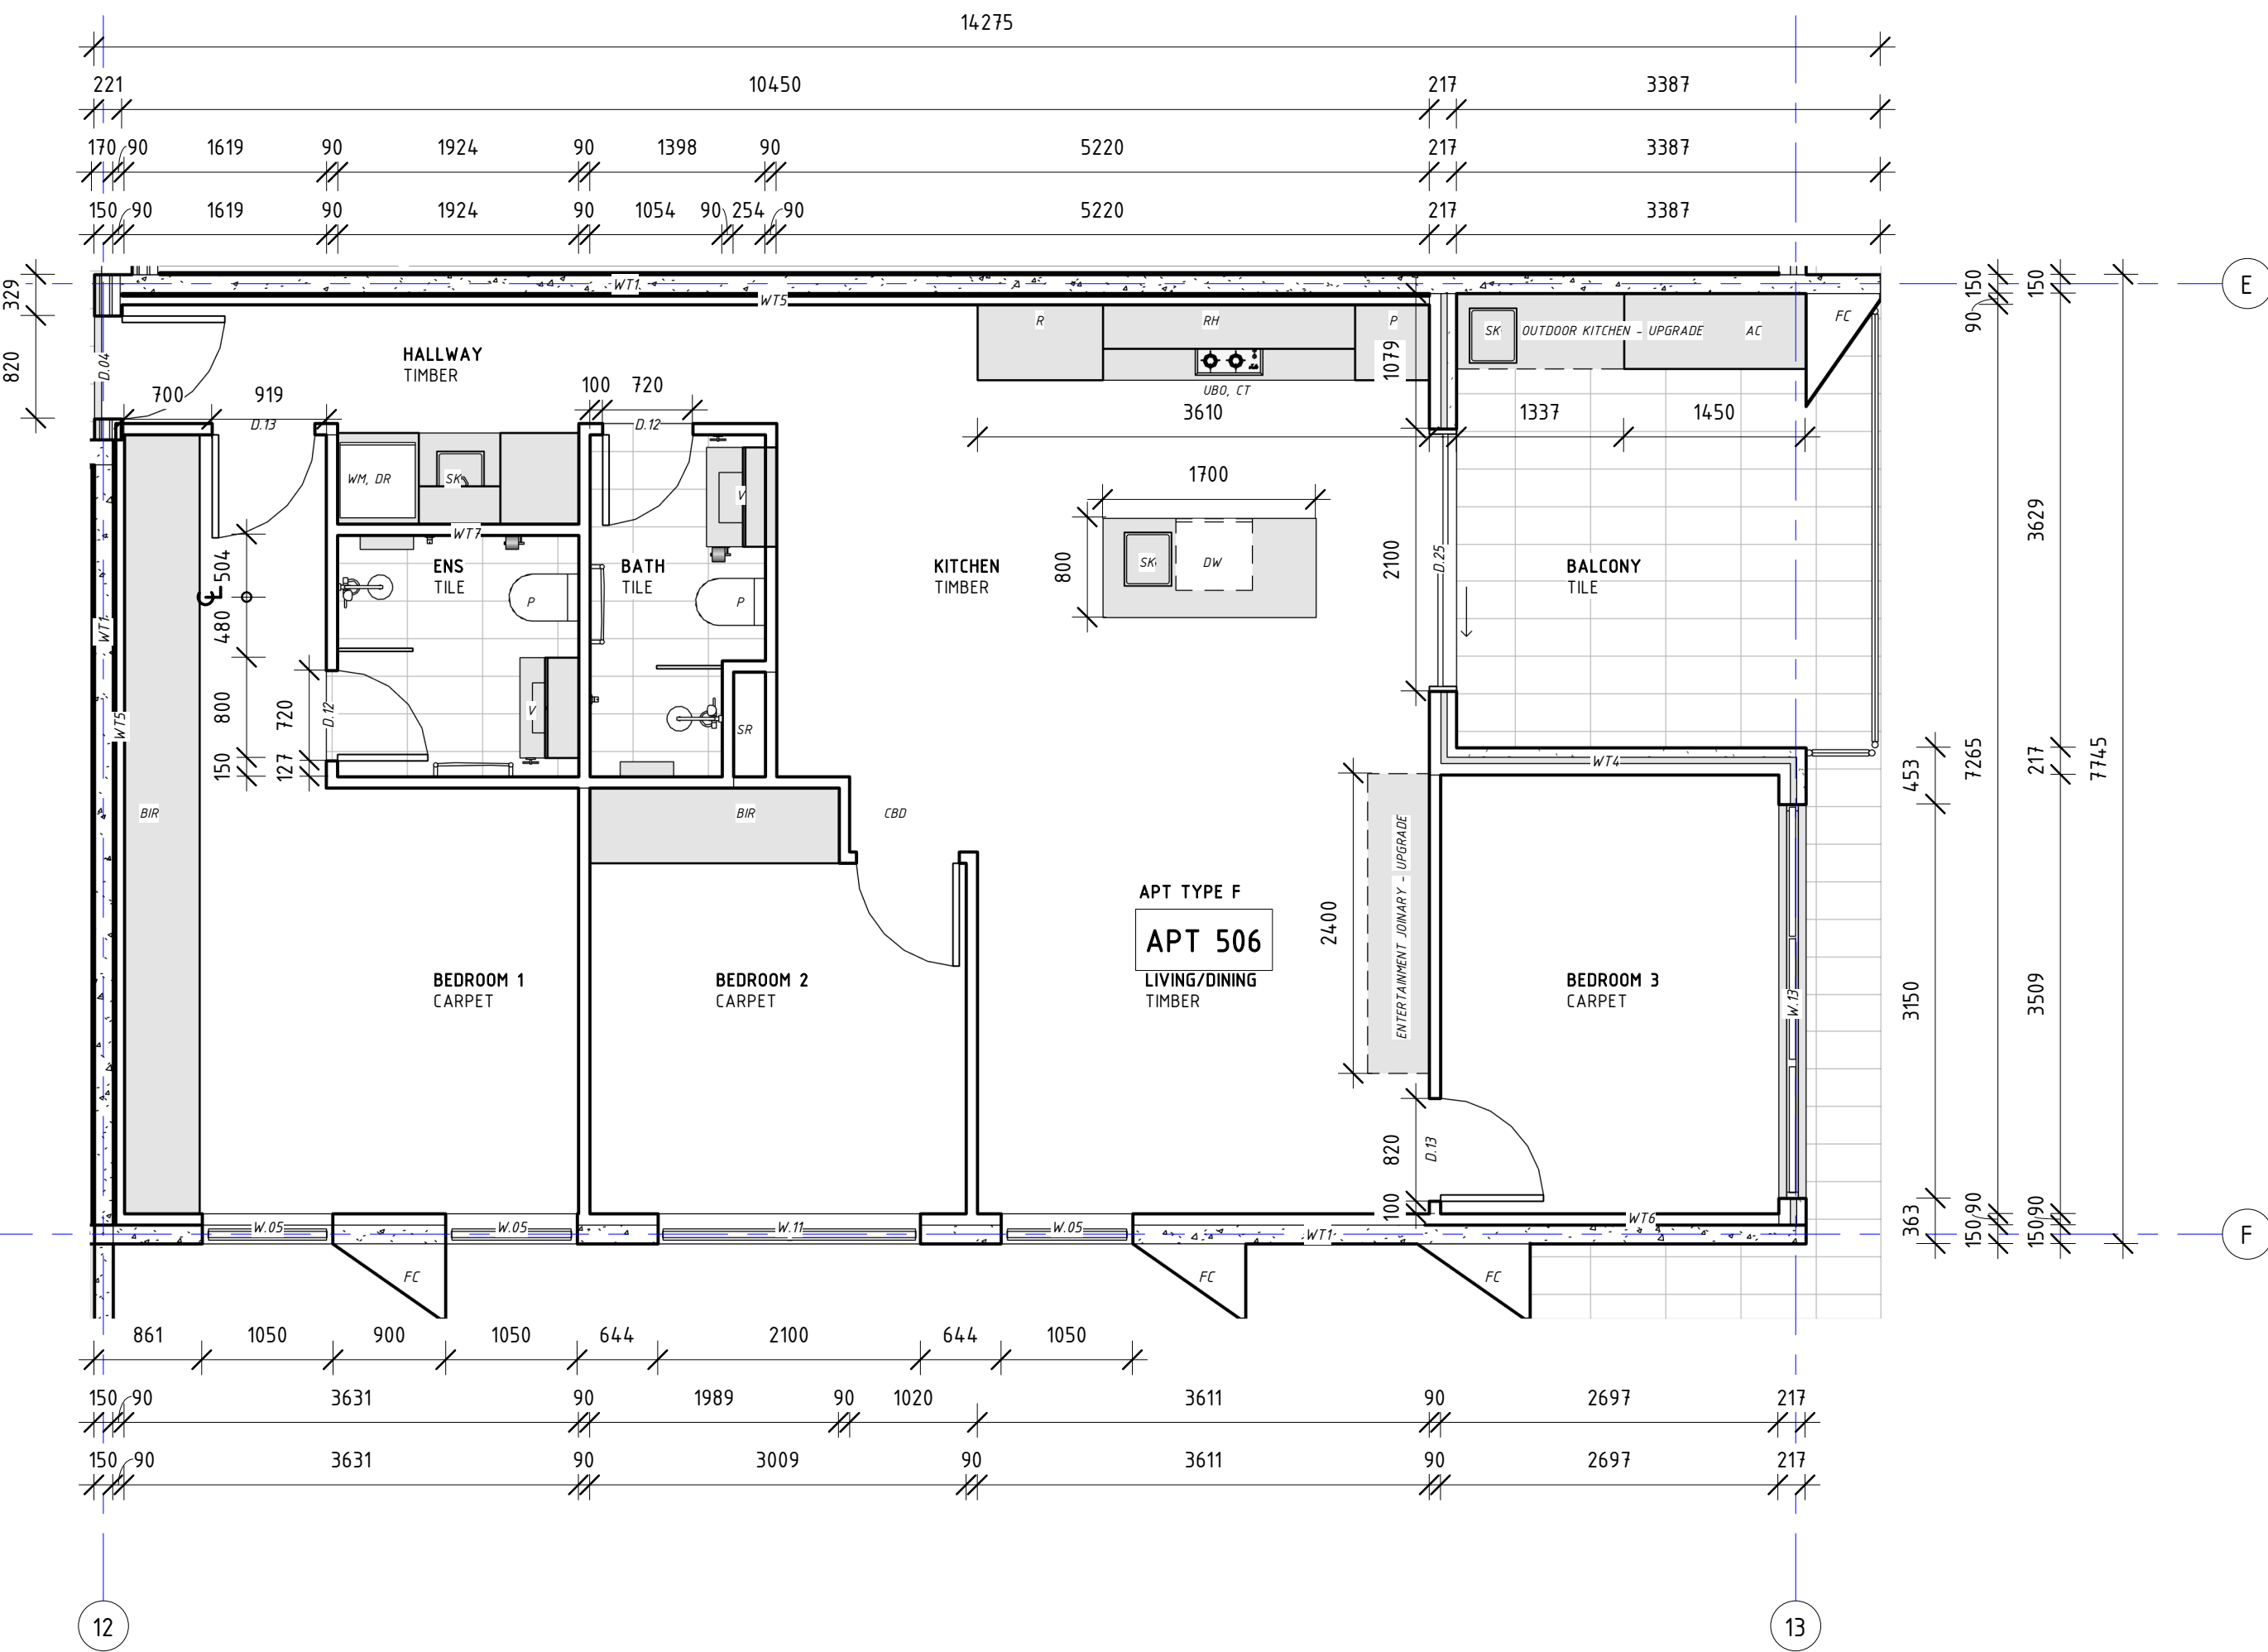 14275
221 10450 217 3387
170 90 1619 90 1924 90 1398 90 5220 217 3387
150 90 1619 90 1924 90 1054 90 254 90 5220 217 3387
329
820
D.04
WT1
WT5
HALLWAY
TIMBER
700 919
D.13
100 720
D.12
R RH P
UBO, CT
1079
3610
SK OUTDOOR KITCHEN - UPGRADE AC
FC
1337 1450
150
90
150
E
WM, DR
SK
WT7
V
1700
800
SK DW
2100
D.25
3629
504
480
800
150
720
127
D.12
CL
ENS
TILE
P
V
BATH
TILE
P
SR
KITCHEN
TIMBER
BALCONY
TILE
WT1
WT5
BIR
BIR
CBD
WT4
453
7265
217
7745
2400
ENTERTAINMENT JOINARY - UPGRADE
APT TYPE F
APT 506
LIVING/DINING
TIMBER
BEDROOM 1
CARPET
BEDROOM 2
CARPET
BEDROOM 3
CARPET
W.13
3150
3509
820
D.13
100
363
150 90
150 90
W.05 W.05 W.11 W.05 WT1 WT6
F
FC FC FC
861 1050 900 1050 644 2100 644 1050
150 90 3631 90 1989 90 1020 3611 90 2697 217
150 90 3631 90 3009 90 3611 90 2697 217
12 13